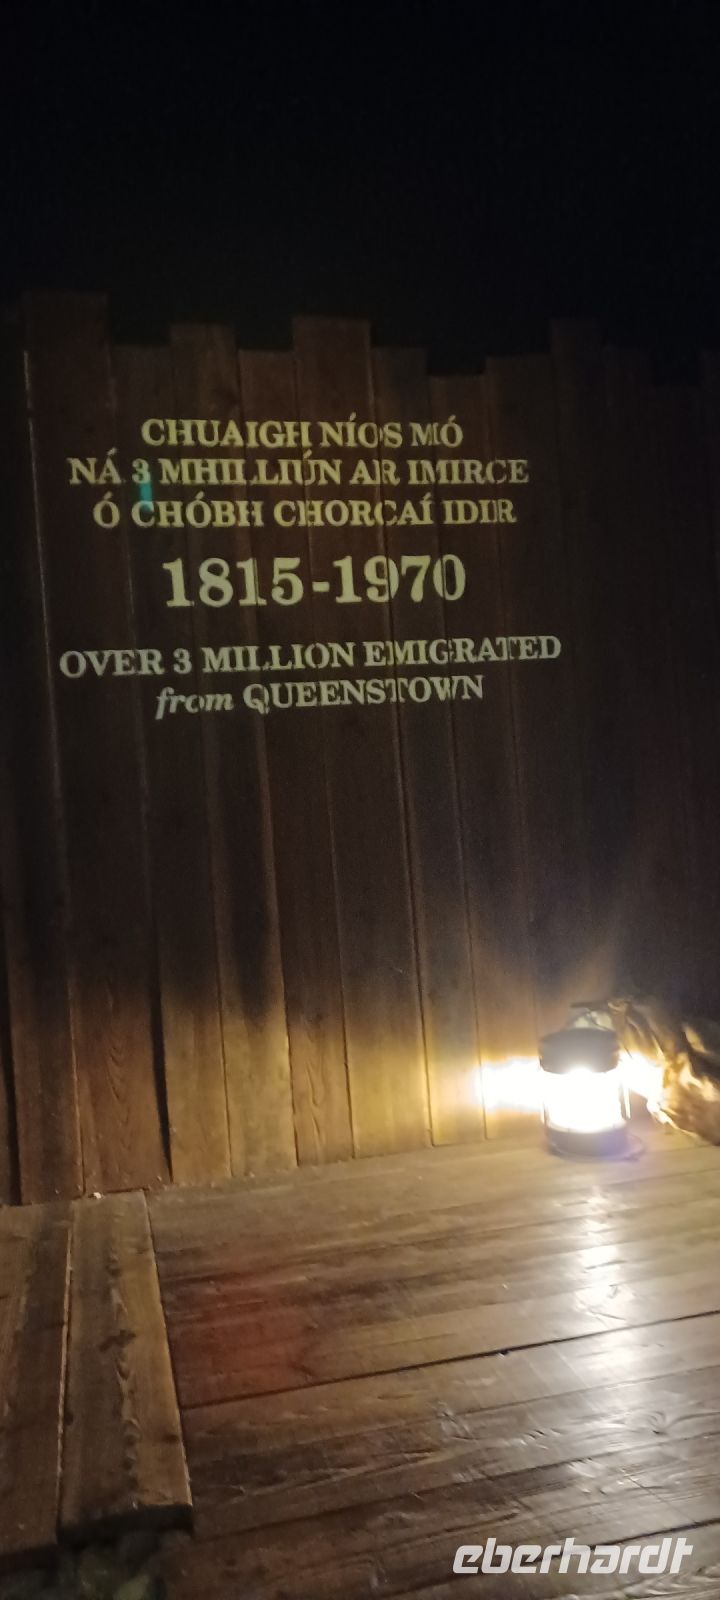 CHUAIGH NÍOS MÓ
NÁ 3 MHILLIÚN AR IMIRCE
Ó CHÓBH CHORCAÍ IDIR
1815-1970
OVER 3 MILLION EMIGRATED
from QUEENSTOWN
eberhardt